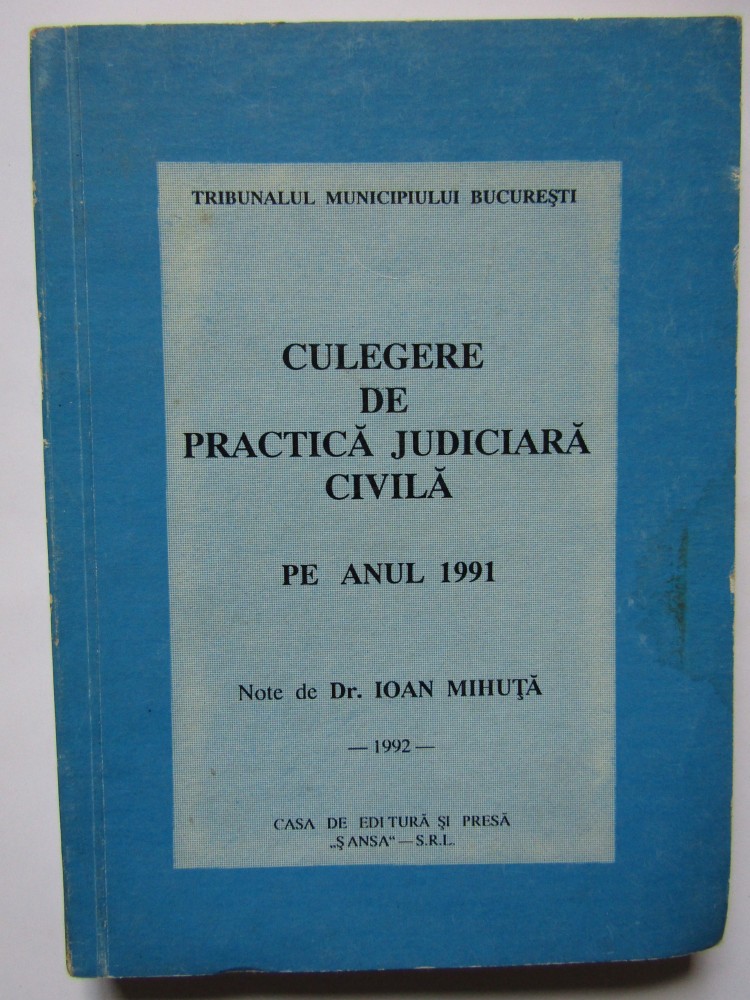 TRIBUNALUL MUNICIPIULUI BUCUREŞTI
CULEGERE
DE
PRACTICĂ JUDICIARĂ
CIVILĂ
PE ANUL 1991
Note de Dr. IOAN MIHUŢĂ
— 1992 —
CASA DE EDITURĂ ŞI PRESĂ
„ŞANSA“ — S.R.L.